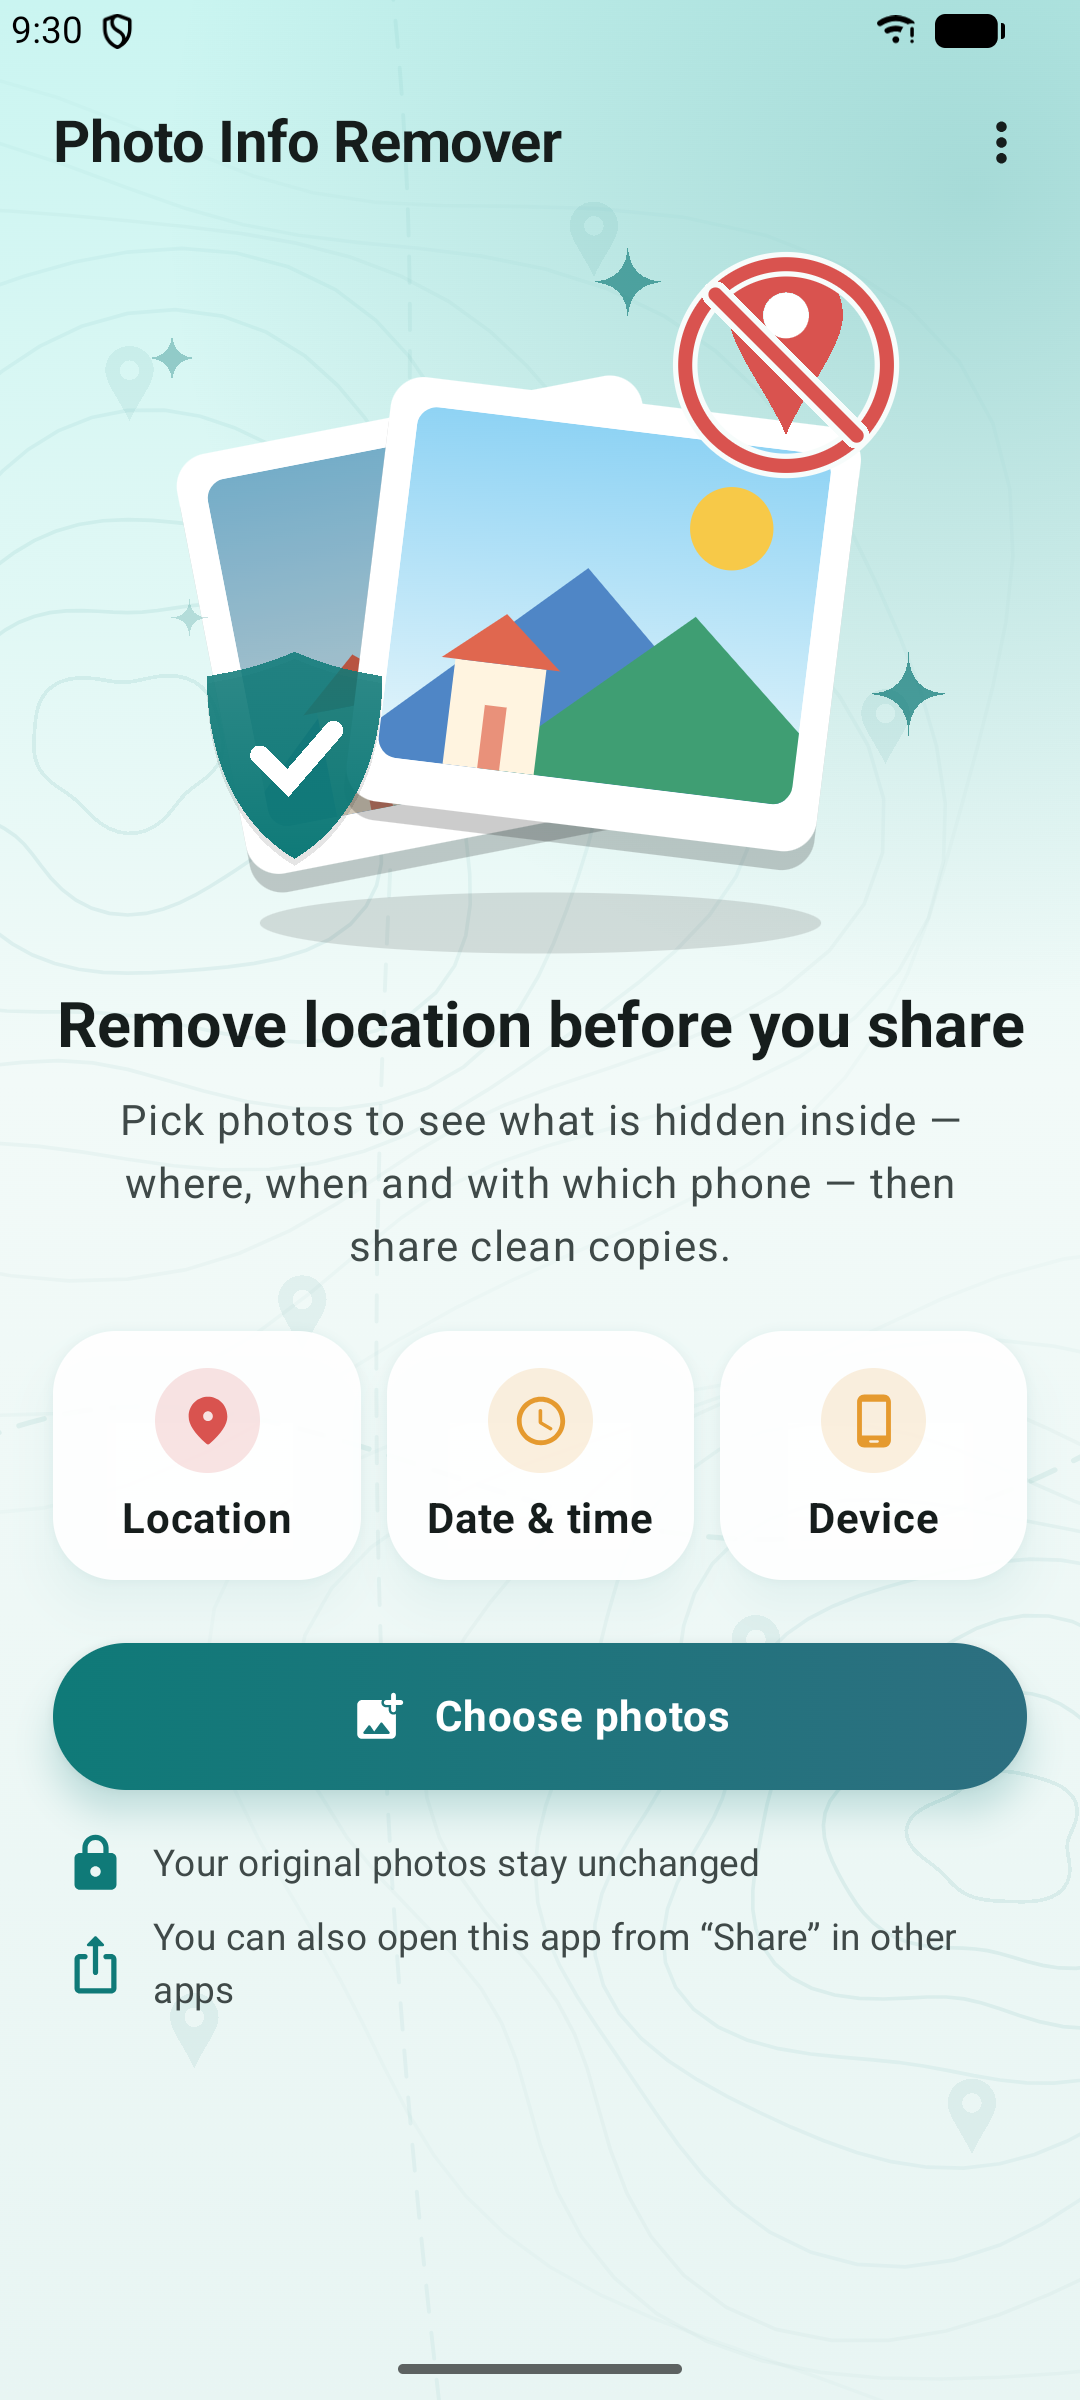 9:30
Photo Info Remover
Remove location before you share
Pick photos to see what is hidden inside —
where, when and with which phone — then
share clean copies.
Location
Date & time
Device
Choose photos
Your original photos stay unchanged
You can also open this app from “Share” in other
apps